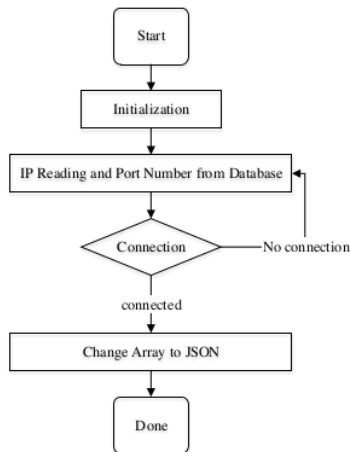 Start
Initialization
IP Reading and Port Number from Database
Connection
No connection
connected
Change Array to JSON
Done